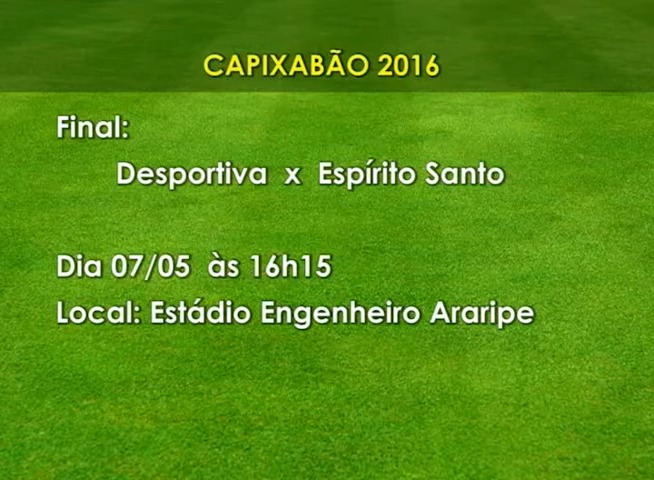 CAPIXABÃO 2016
Final:
Desportiva x Espírito Santo
Dia 07/05 às 16h15
Local: Estádio Engenheiro Araripe